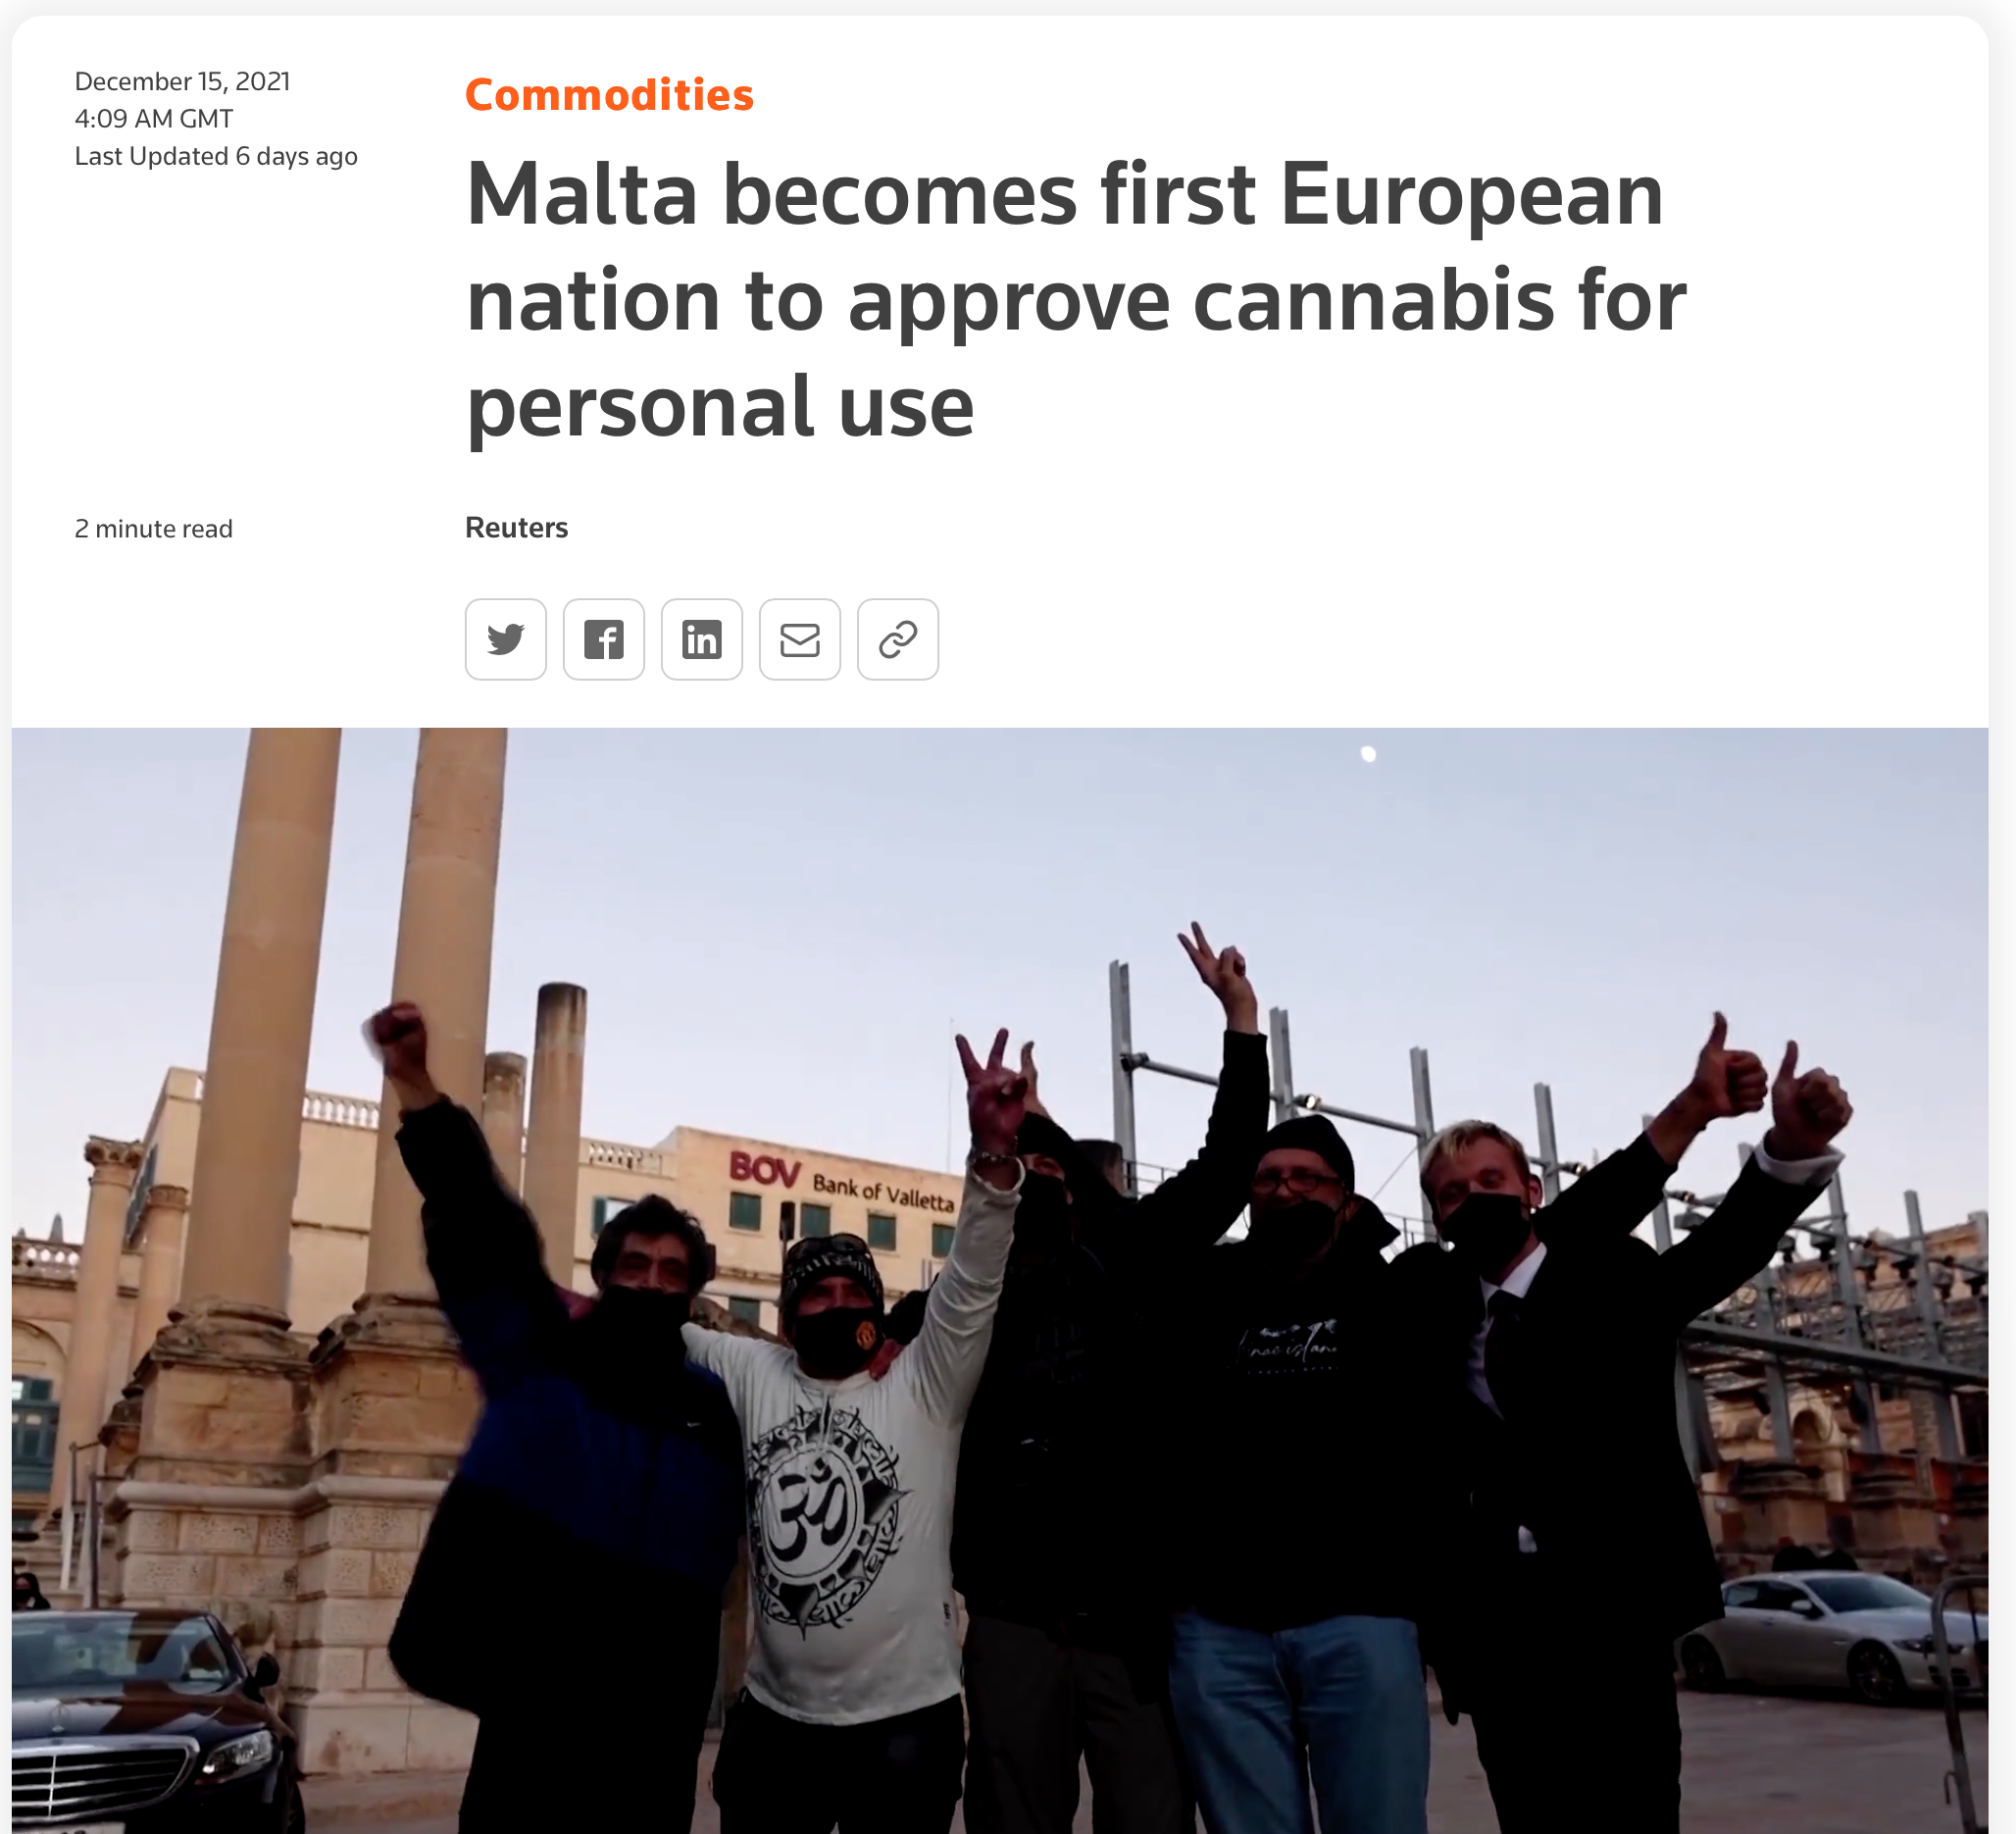 December 15, 2021
4:09 AM GMT
Last Updated 6 days ago
Commodities
Malta becomes first European
nation to approve cannabis for
personal use
2 minute read
Reuters
BOV Bank of Valletta
ॐ